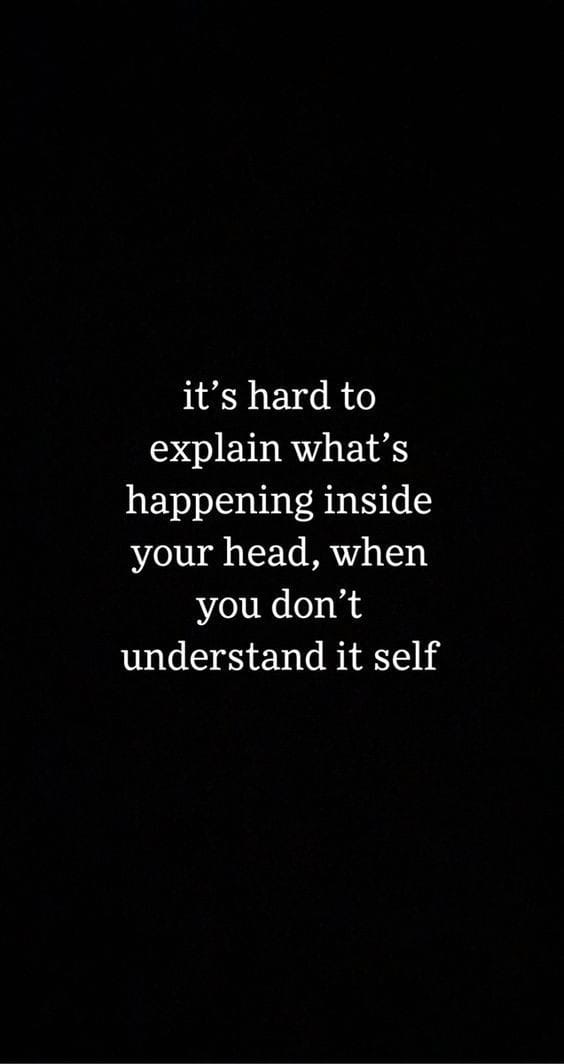 it’s hard to
explain what’s
happening inside
your head, when
you don’t
understand it self